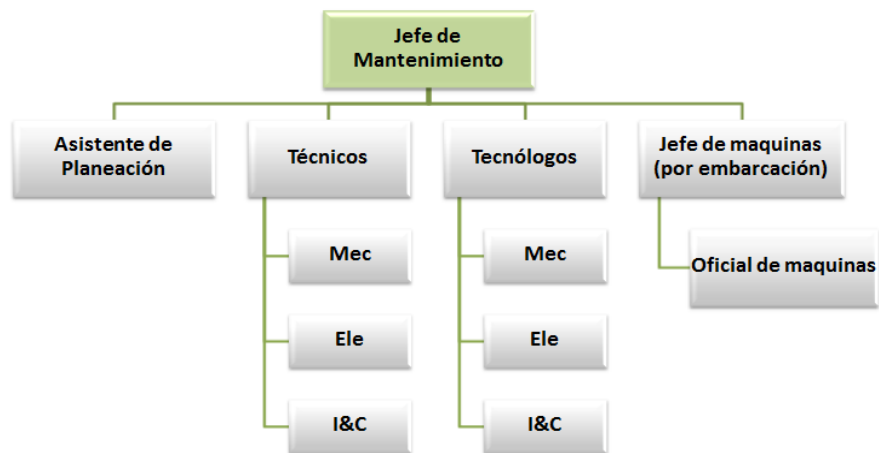 Jefe de
Mantenimiento
Asistente de
Planeación
Técnicos
Tecnólogos
Jefe de maquinas
(por embarcación)
Mec
Mec
Oficial de maquinas
Ele
Ele
I&C
I&C